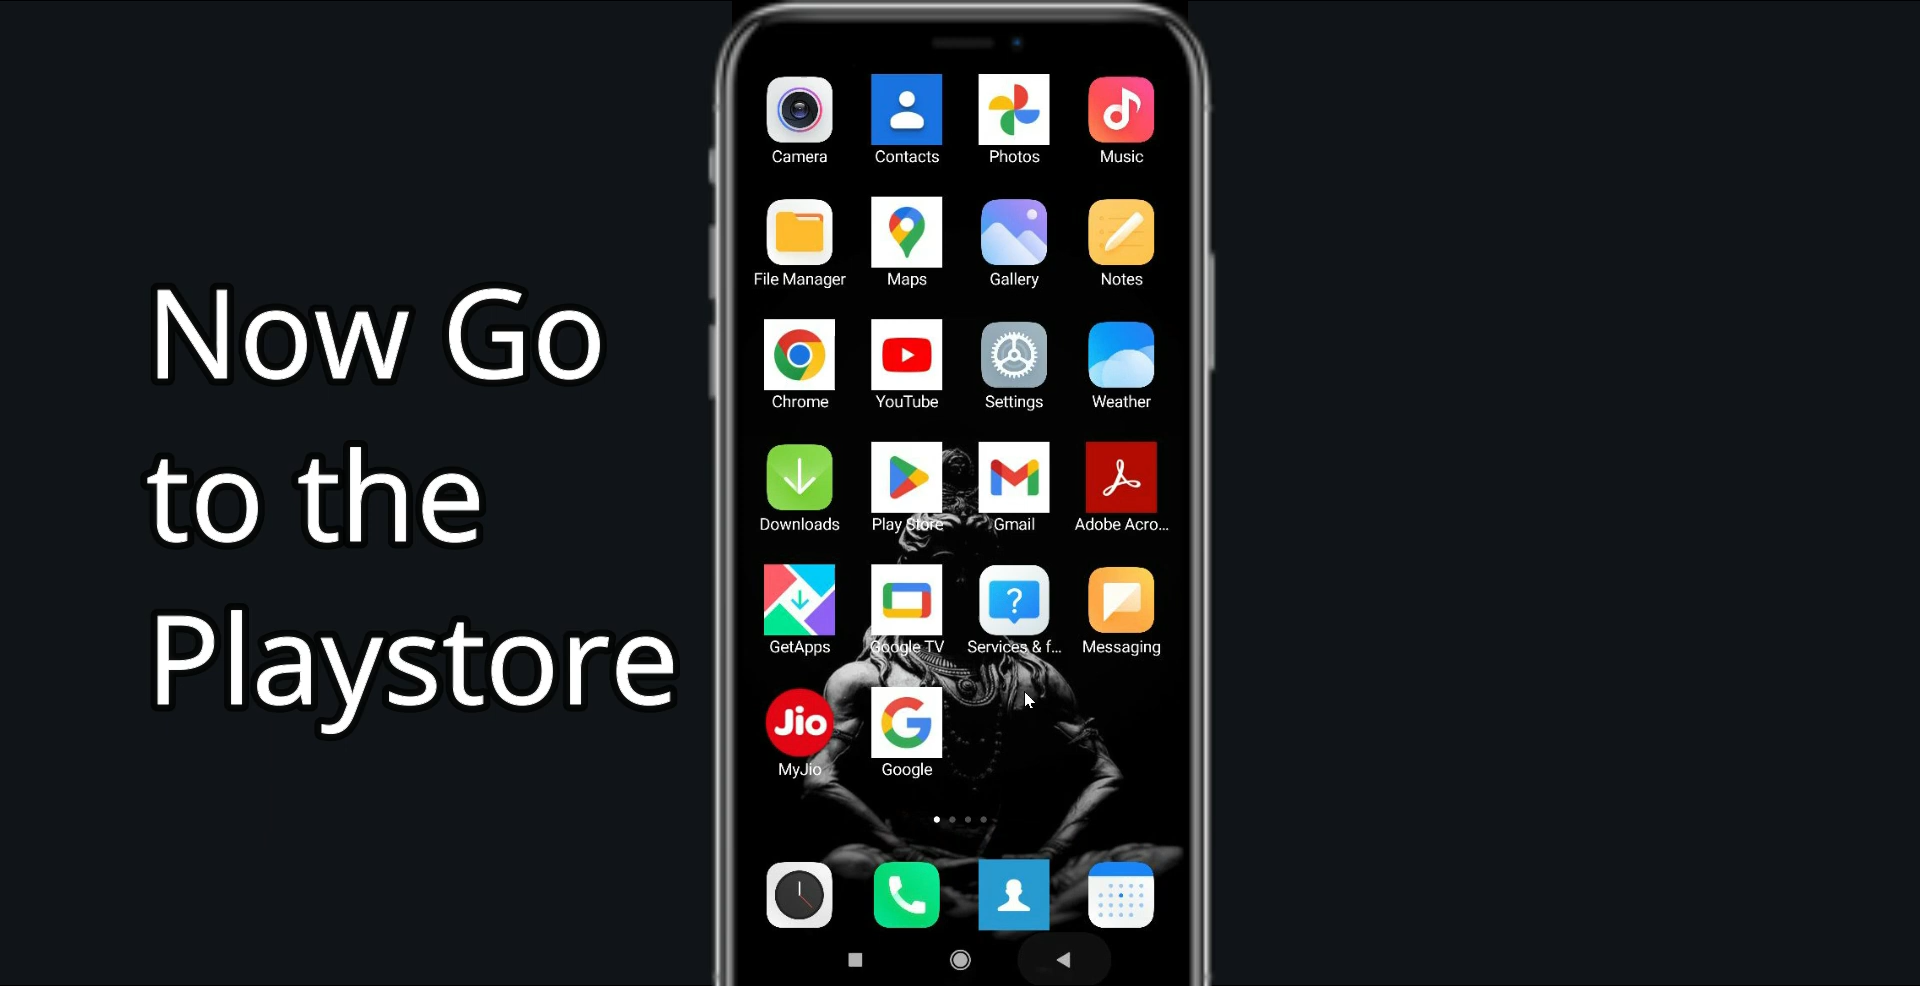 Now Go
to the
Playstore
Camera
Contacts
Photos
Music
File Manager
Maps
Gallery
Notes
Chrome
YouTube
Settings
Weather
Downloads
Play Store
Gmail
Adobe Acro...
GetApps
Google TV
Services & f...
Messaging
Jio
MyJio
Google